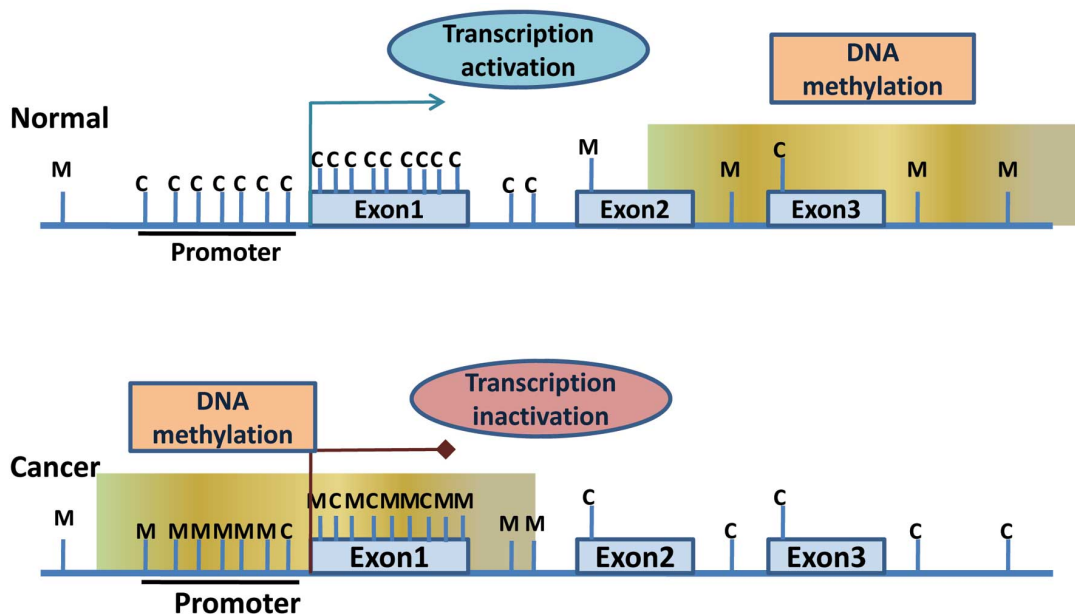 Transcription
activation
DNA
methylation
Normal
M
C C C C C C
C C C C C C C C C
C C
M
M
C
M
M
Exon1
Exon2
Exon3
Promoter
DNA
methylation
Transcription
inactivation
Cancer
M
M M M M M C
M C M C M M C M M
M M
C
C
C
C
C
Exon1
Exon2
Exon3
Promoter